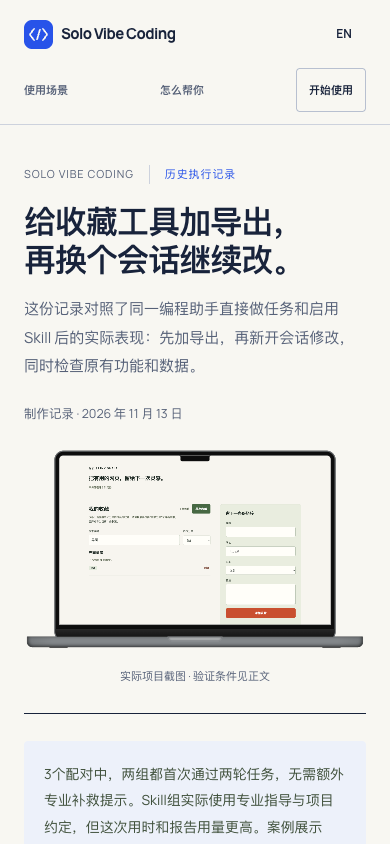 Solo Vibe Coding
EN
使用场景
怎么帮你
开始使用
SOLO VIBE CODING
历史执行记录
给收藏工具加导出，
再换个会话继续改。
这份记录对照了同一编程助手直接做任务和启用
Skill 后的实际表现：先加导出，再新开会话修改，
同时检查原有功能和数据。
制作记录 · 2026 年 11 月 13 日
我的收藏
实际项目截图 · 验证条件见正文
3个配对中，两组都首次通过两轮任务，无需额外
专业补救提示。Skill组实际使用专业指导与项目
约定，但这次用时和报告用量更高。案例展示